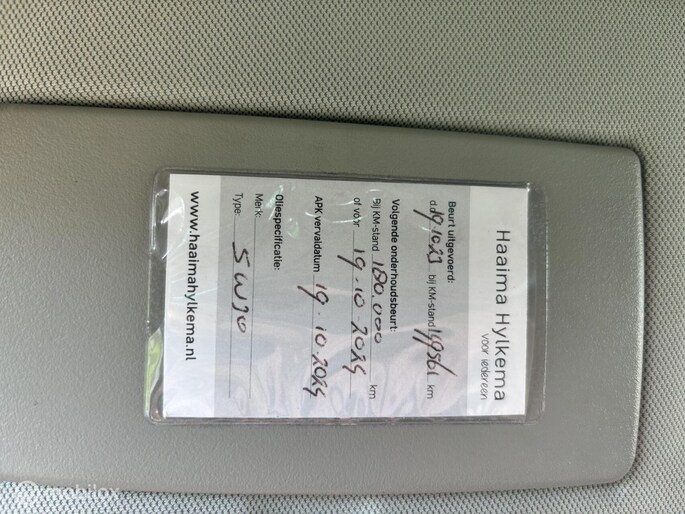 Haaima Hylkema
voor iedereen
Beurt uitgevoerd:
d.d. 19.10.23 bij KM-stand 149561 km
Volgende onderhoudsbeurt:
Bij KM-stand 180.000 km
of vóór 19.10.2024
APK vervaldatum 19.10.2024
Oliespecificatie:
Merk:
Type: 5W30
www.haaimahylkema.nl
mobilox